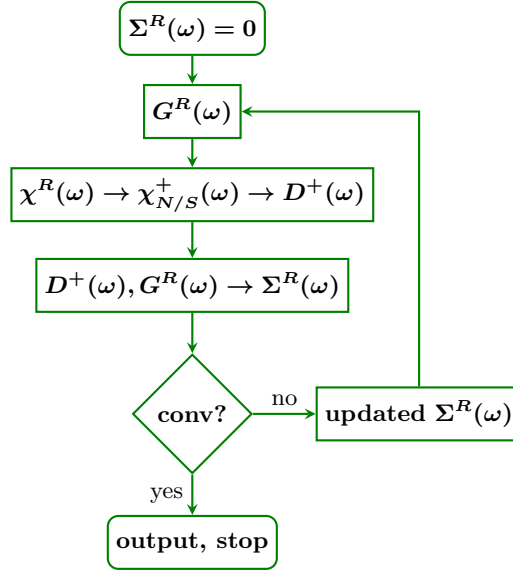 Σ^R(ω) = 0
G^R(ω)
χ^R(ω) → χ^+_{N/S}(ω) → D^+(ω)
D^+(ω), G^R(ω) → Σ^R(ω)
conv?
no
updated Σ^R(ω)
yes
output, stop